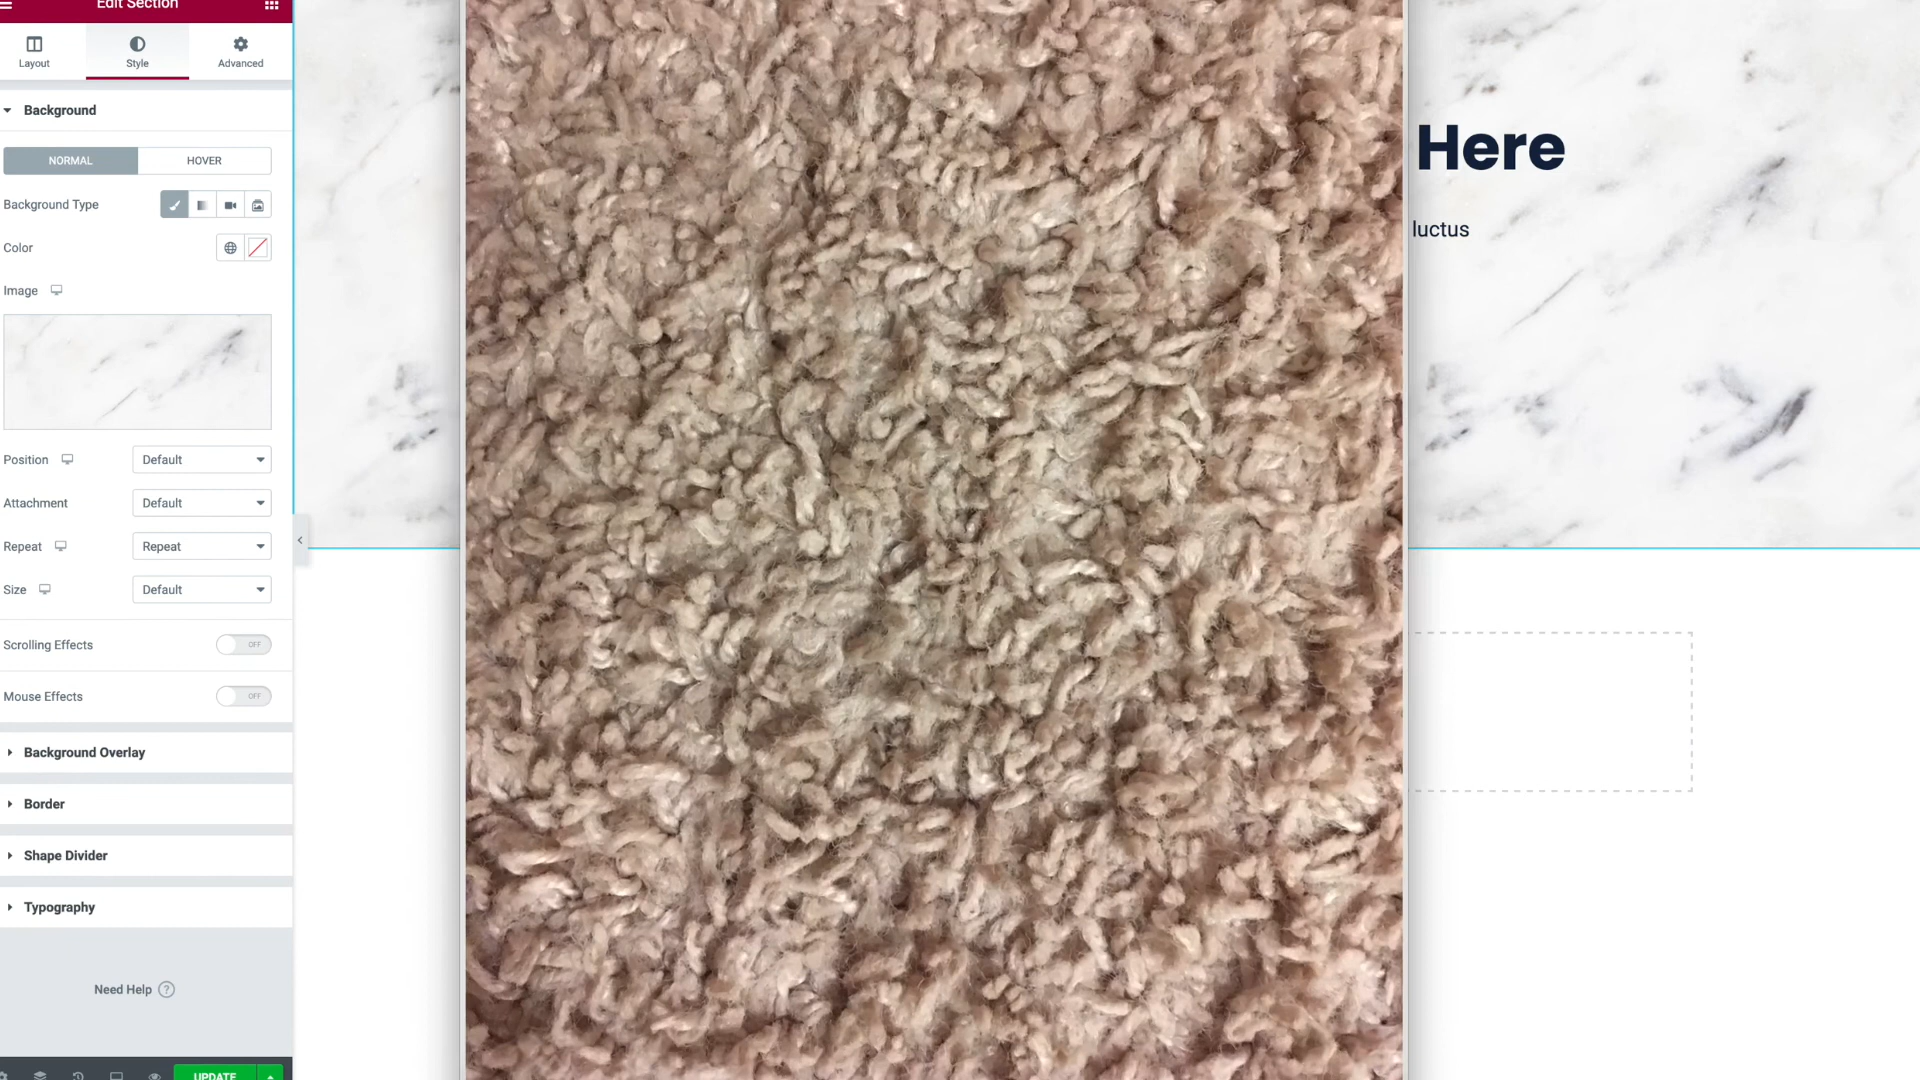 Edit Section
Layout
Style
Advanced
Background
NORMAL
HOVER
Background Type
Color
Image
Position
Default
Attachment
Default
Repeat
Repeat
Size
Default
Scrolling Effects
OFF
Mouse Effects
OFF
Background Overlay
Border
Shape Divider
Typography
Need Help ?
UPDATE
Here
luctus